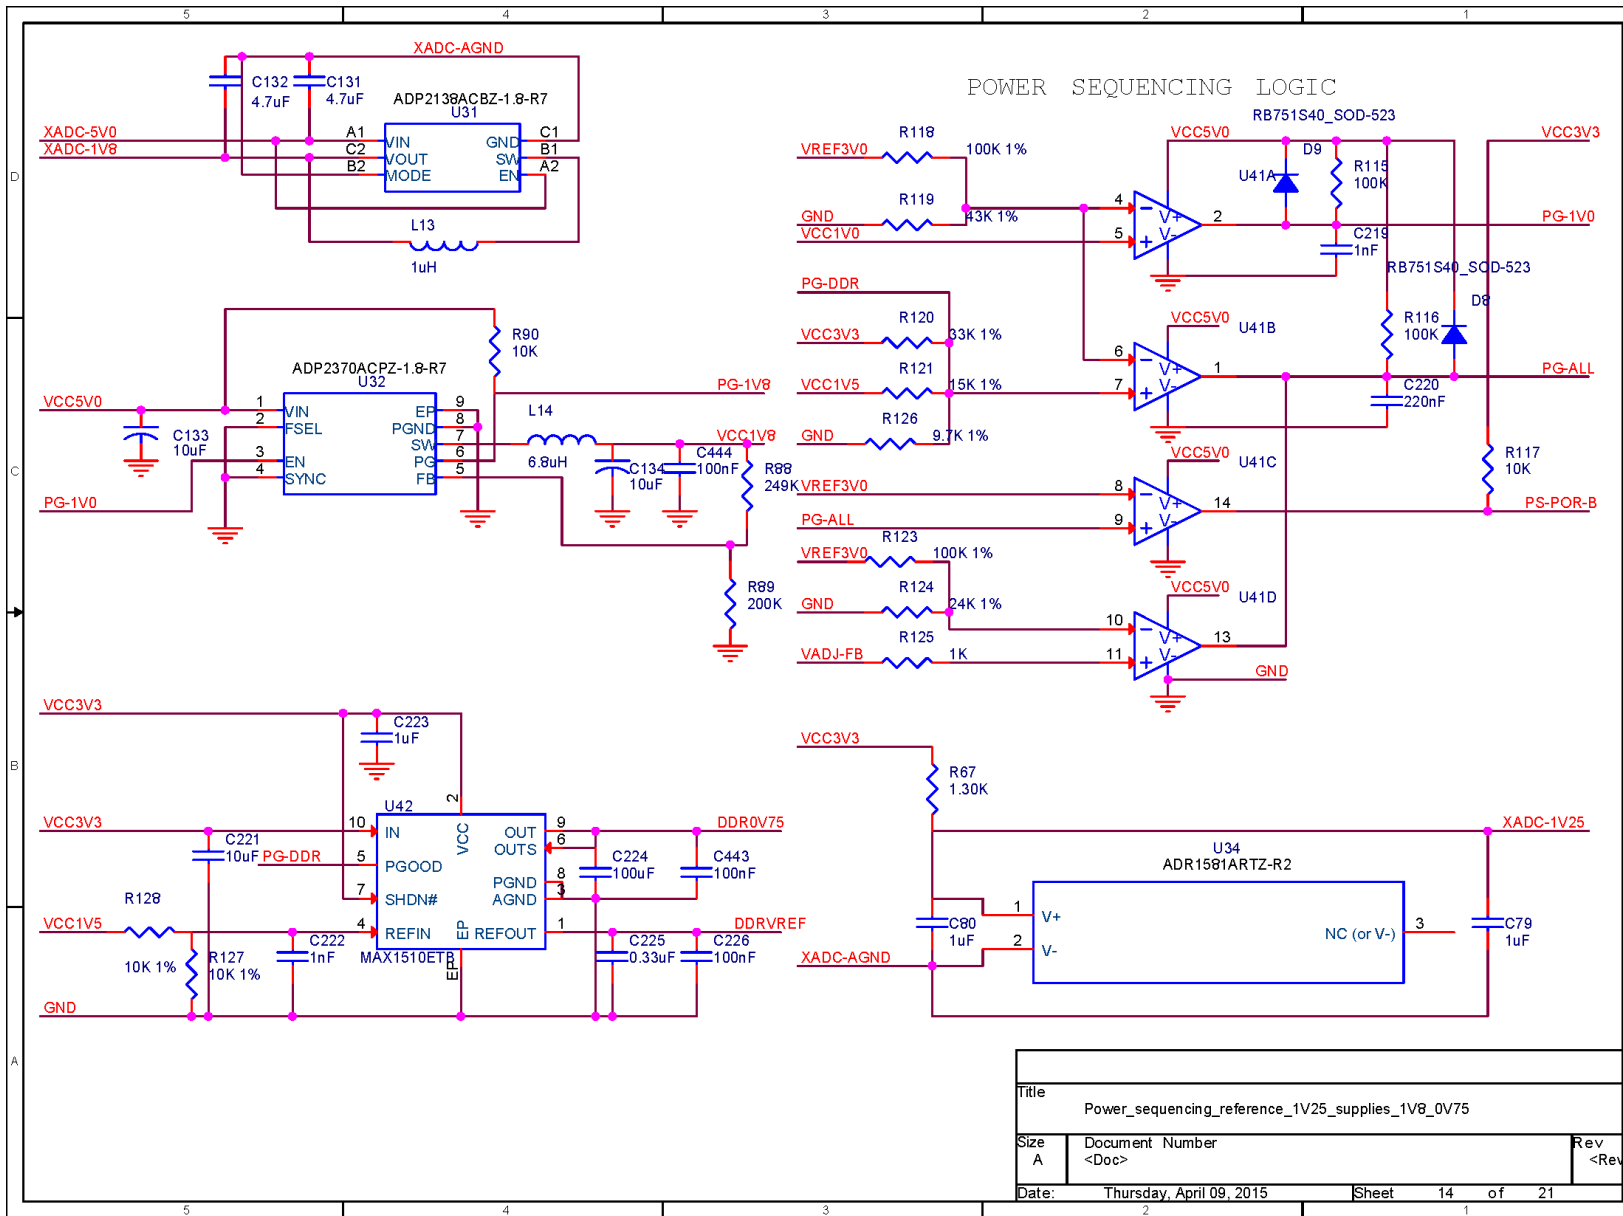 5 4 3 2 1
D
C
B
A
XADC-AGND
C132
4.7uF
C131
4.7uF
ADP2138ACBZ-1.8-R7
U31
XADC-5V0
XADC-1V8
A1 VIN GND C1
C2 VOUT SW B1
B2 MODE EN A2
L13
1uH
R90
10K
ADP2370ACPZ-1.8-R7
U32
PG-1V8
VCC5V0
C133
10uF
1 VIN EP 9
2 FSEL PGND 8
SW 7
3 EN PG 6
4 SYNC FB 5
L14
6.8uH
VCC1V8
C134
10uF
C444
100nF
R88
249K
PG-1V0
R89
200K
VCC3V3
C223
1uF
U42
VCC3V3
C221
10uF
PG-DDR
R128
VCC1V5
10K 1%
R127
10K 1%
C222
1nF
GND
2 VCC
10 IN OUT 9
OUTS 6
5 PGOOD
PGND 8
7 SHDN# AGND 3
4 REFIN EP REFOUT 1
MAX1510ETB
EP
DDR0V75
C224
100uF
C443
100nF
DDRVREF
C225
0.33uF
C226
100nF
POWER SEQUENCING LOGIC
RB751S40_SOD-523
VREF3V0
R118
100K 1%
R119
43K 1%
GND
VCC1V0
VCC5V0
U41A
4 - V+
5 + V-
2
D9
R115
100K
VCC3V3
PG-1V0
C219
1nF
RB751S40_SOD-523
D8
PG-DDR
R120
VCC3V3
33K 1%
R121
VCC1V5
15K 1%
R126
GND
9.7K 1%
VCC5V0
U41B
6 - V+
7 + V-
1
R116
100K
PG-ALL
C220
220nF
VREF3V0
PG-ALL
VCC5V0
U41C
8 - V+
9 + V-
14
R117
10K
PS-POR-B
R123
VREF3V0
100K 1%
R124
GND
24K 1%
R125
VADJ-FB
1K
VCC5V0
U41D
10 - V+
11 + V-
13
GND
VCC3V3
R67
1.30K
XADC-1V25
U34
ADR1581ARTZ-R2
1 V+
2 V-
NC (or V-) 3
C80
1uF
C79
1uF
XADC-AGND
Title
Power_sequencing_reference_1V25_supplies_1V8_0V75
Size
A
Document Number
<Doc>
Rev
<Rev
Date: Thursday, April 09, 2015 Sheet 14 of 21
5 4 3 2 1